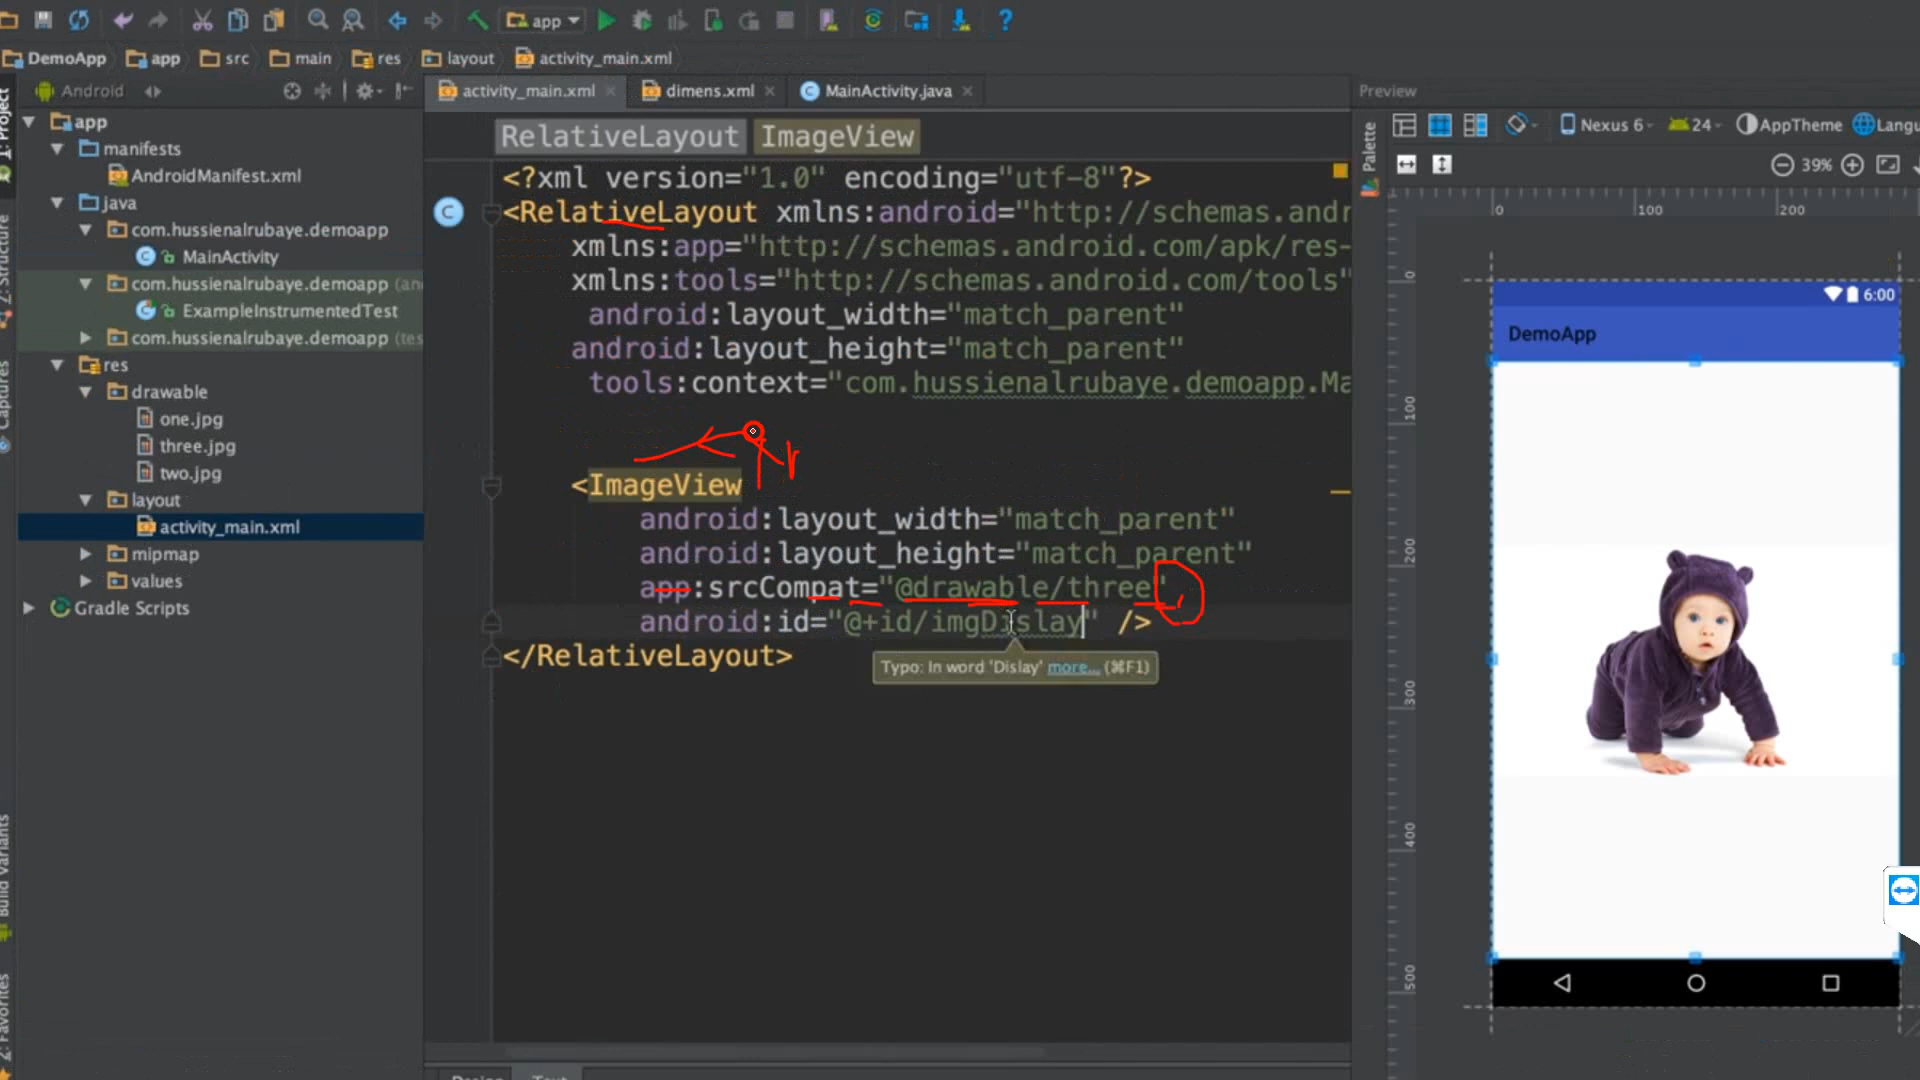 app
DemoApp app src main res layout activity_main.xml
Android
activity_main.xml dimens.xml MainActivity.java
Preview
1: Project
Z: Structure
Captures
Build Variants
2: Favorites
app
manifests
AndroidManifest.xml
java
com.hussienalrubaye.demoapp
MainActivity
com.hussienalrubaye.demoapp (and
ExampleInstrumentedTest
com.hussienalrubaye.demoapp (tes
res
drawable
one.jpg
three.jpg
two.jpg
layout
activity_main.xml
mipmap
values
Gradle Scripts
RelativeLayout ImageView
<?xml version="1.0" encoding="utf-8"?>
<RelativeLayout xmlns:android="http://schemas.andr
xmlns:app="http://schemas.android.com/apk/res-
xmlns:tools="http://schemas.android.com/tools"
android:layout_width="match_parent"
android:layout_height="match_parent"
tools:context="com.hussienalrubaye.demoapp.Ma
<ImageView
android:layout_width="match_parent"
android:layout_height="match_parent"
app:srcCompat="@drawable/three"
android:id="@+id/imgDislay" />
</RelativeLayout>
Typo: In word 'Dislay' more... (⌘F1)
Text
Palette
Nexus 6 24 AppTheme Langu
39%
0 100 200
0
100
200
300
400
500
6:00
DemoApp